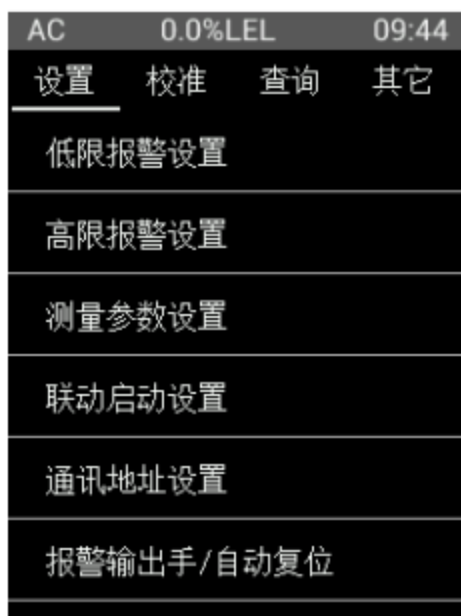 AC 0.0%LEL 09:44
设置 校准 查询 其它
低限报警设置
高限报警设置
测量参数设置
联动启动设置
通讯地址设置
报警输出手/自动复位